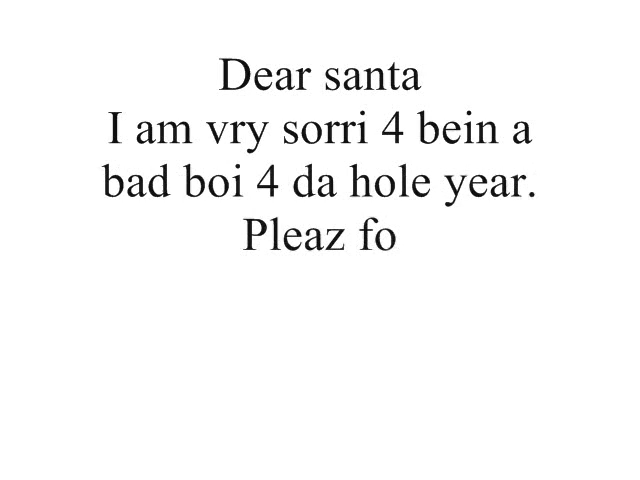 Dear santa
I am vry sorri 4 bein a
bad boi 4 da hole year.
Pleaz fo